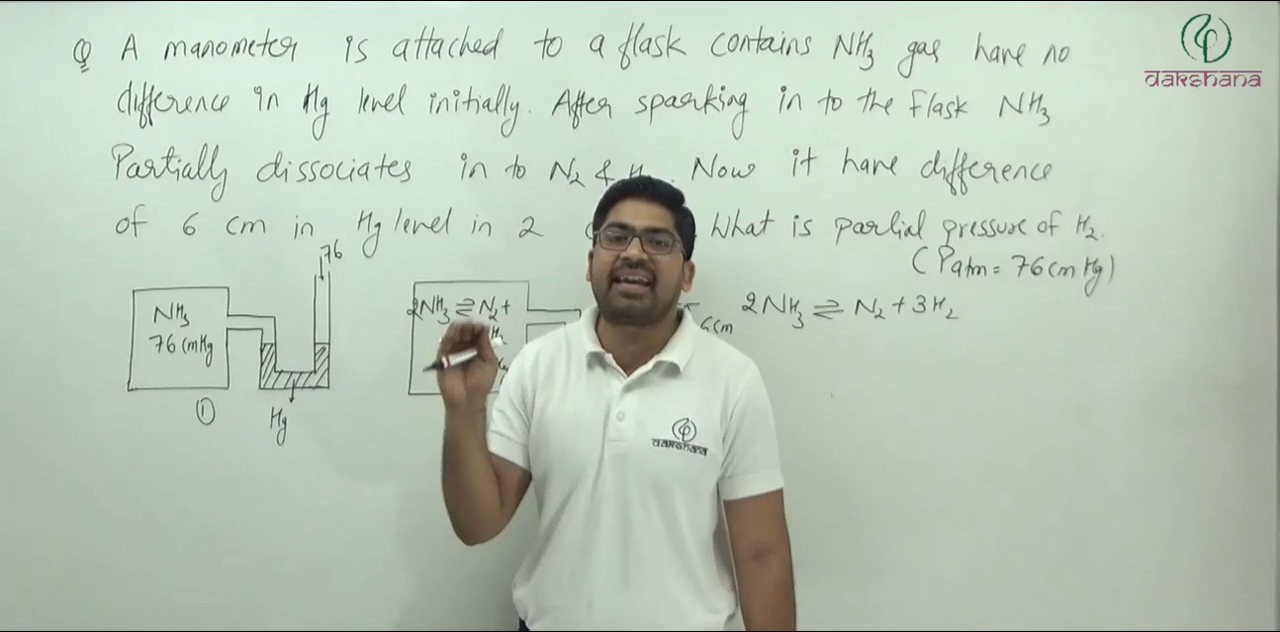 Q A manometer is attached to a flask contains NH3 gas have no
difference in Hg level initially. After sparking in to the flask NH3
Partially dissociates in to N2 & H . Now it have difference
of 6 cm in Hg level in 2 What is partial pressure of H2.
(Patm = 76 cm Hg)
dakshana
76
NH3
76 cmHg
①
Hg
2NH3 ⇌ N2 +
H2
6cm
2NH3 ⇌ N2 + 3H2
dakshana